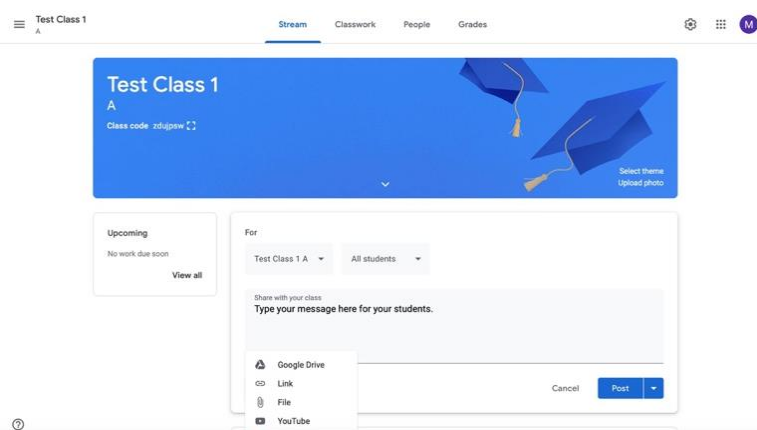 Test Class 1
A
Stream Classwork People Grades
M
Test Class 1
A
Class code zdujpsw
Select theme
Upload photo
Upcoming
No work due soon
View all
For
Test Class 1 A All students
Share with your class
Type your message here for your students.
Google Drive
Link
File
YouTube
Cancel Post